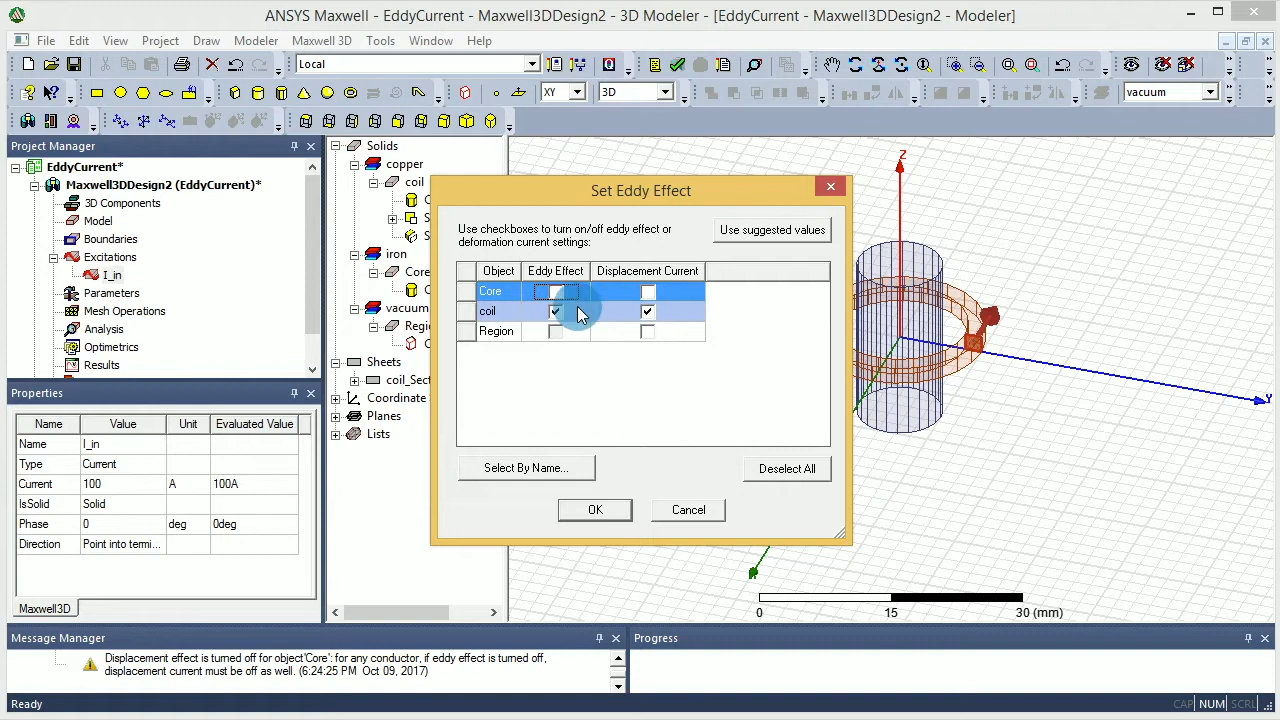 ANSYS Maxwell - EddyCurrent - Maxwell3DDesign2 - 3D Modeler - [EddyCurrent - Maxwell3DDesign2 - Modeler]
File Edit View Project Draw Modeler Maxwell 3D Tools Window Help
Local
XY 3D vacuum
Project Manager
EddyCurrent*
Maxwell3DDesign2 (EddyCurrent)*
3D Components
Model
Boundaries
Excitations
I_in
Parameters
Mesh Operations
Analysis
Optimetrics
Results
Properties
Name Value Unit Evaluated Value
Name I_in
Type Current
Current 100 A 100A
IsSolid Solid
Phase 0 deg 0deg
Direction Point into termi...
Maxwell3D
Solids
copper
coil
C
S
S
iron
Core
C
vacuum
Regi
C
Sheets
coil_Sect
Coordinate
Planes
Lists
Set Eddy Effect
Use checkboxes to turn on/off eddy effect or
deformation current settings:
Use suggested values
Object Eddy Effect Displacement Current
Core
coil
Region
Select By Name...
Deselect All
OK Cancel
Z
Y
0 15 30 (mm)
Message Manager
Displacement effect is turned off for object'Core': for any conductor, if eddy effect is turned off,
displacement current must be off as well. (6:24:25 PM Oct 09, 2017)
Progress
Ready
CAP NUM SCRL